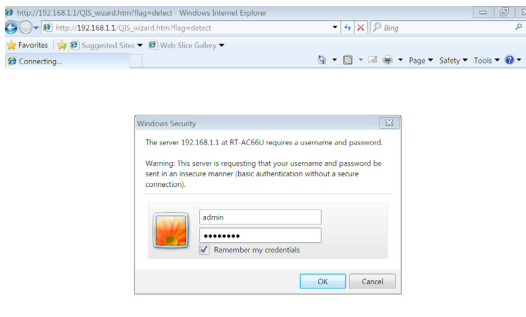 http://192.168.1.1/QIS_wizard.htm?flag=detect - Windows Internet Explorer
http://192.168.1.1/QIS_wizard.htm?flag=detect
Bing
Favorites Suggested Sites Web Slice Gallery
Connecting...
Page Safety Tools
Windows Security
The server 192.168.1.1 at RT-AC66U requires a username and password.
Warning: This server is requesting that your username and password be
sent in an insecure manner (basic authentication without a secure
connection).
admin
••••••••
Remember my credentials
OK Cancel